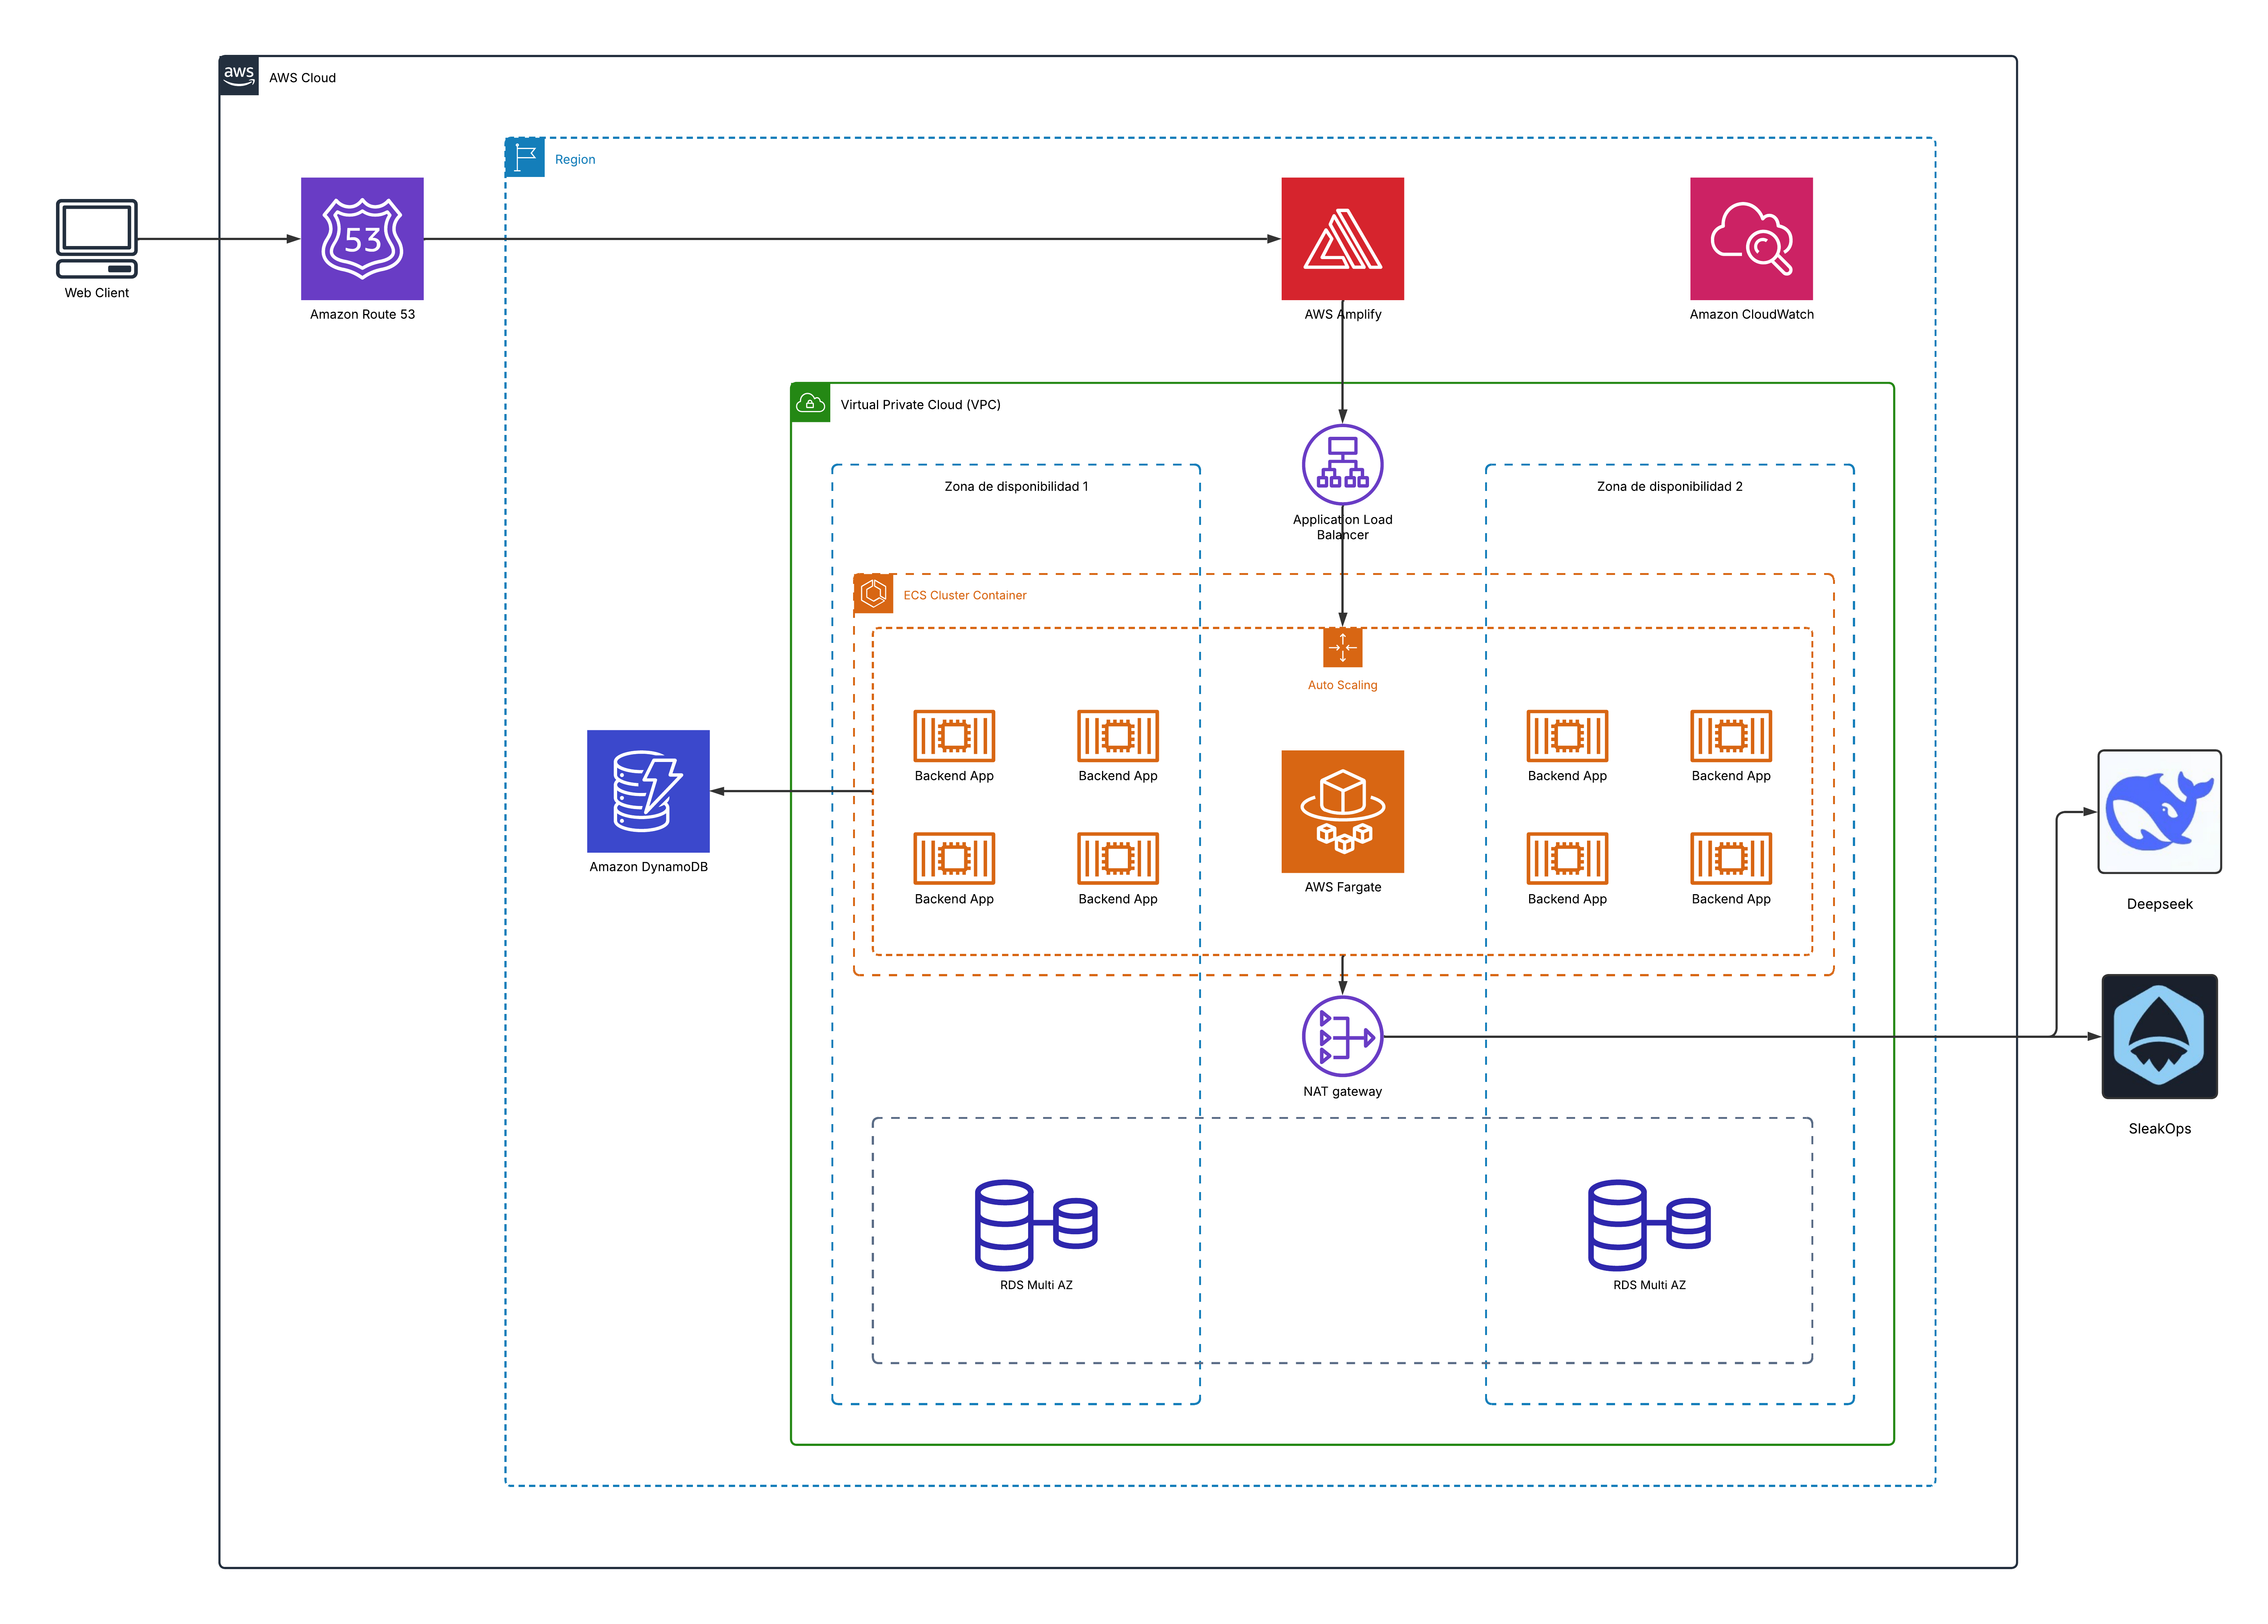 aws
AWS Cloud
Region
53
Web Client
Amazon Route 53
AWS Amplify
Amazon CloudWatch
Virtual Private Cloud (VPC)
Zona de disponibilidad 1
Zona de disponibilidad 2
Application Load
Balancer
ECS Cluster Container
Auto Scaling
Backend App
Backend App
Backend App
Backend App
Amazon DynamoDB
AWS Fargate
Backend App
Backend App
Backend App
Backend App
Deepseek
NAT gateway
SleakOps
RDS Multi AZ
RDS Multi AZ